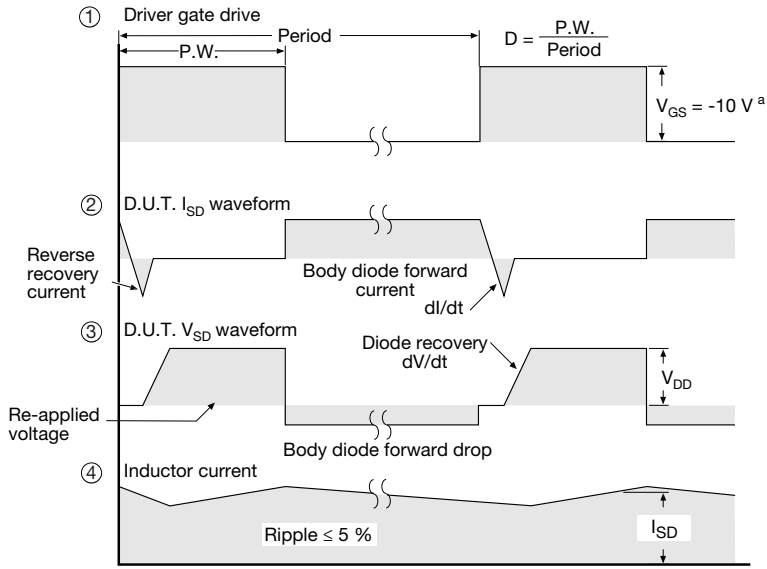 ① Driver gate drive
Period
P.W.
D = P.W. / Period
V_GS = -10 V ᵃ
② D.U.T. I_SD waveform
Reverse
recovery
current
Body diode forward
current
dI/dt
③ D.U.T. V_SD waveform
Diode recovery
dV/dt
V_DD
Re-applied
voltage
Body diode forward drop
④ Inductor current
Ripple ≤ 5 %
I_SD